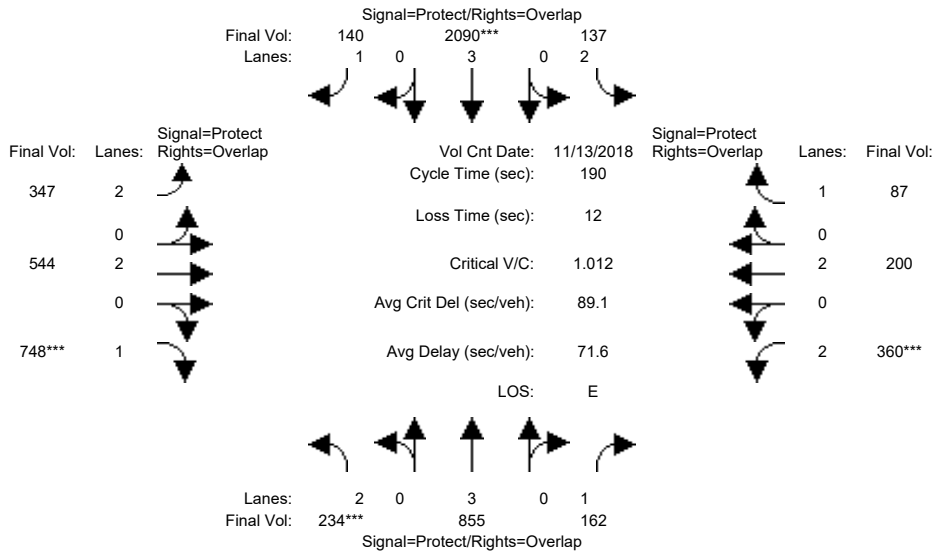 Signal=Protect/Rights=Overlap
Final Vol: 140 2090*** 137
Lanes: 1 0 3 0 2
Signal=Protect
Final Vol: Lanes: Rights=Overlap
Vol Cnt Date: 11/13/2018
Signal=Protect
Rights=Overlap Lanes: Final Vol:
Cycle Time (sec): 190
347 2
1 87
Loss Time (sec): 12
0
0
544 2
Critical V/C: 1.012
2 200
0
Avg Crit Del (sec/veh): 89.1
0
748*** 1
Avg Delay (sec/veh): 71.6
2 360***
LOS: E
Lanes: 2 0 3 0 1
Final Vol: 234*** 855 162
Signal=Protect/Rights=Overlap